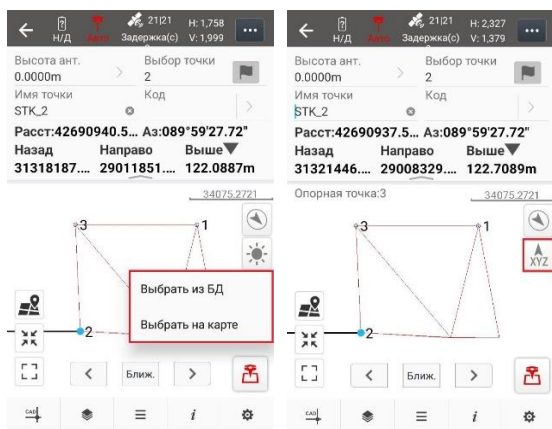 21|21 H: 1,758
Н/Д Авто Задержка(с) V: 1,999
Высота ант. Выбор точки
0.0000m 2
Имя точки Код
STK_2
Расст:42690940.5... Аз:089°59'27.72"
Назад Направо Выше
31318187.... 29011851.... 122.0887m
34075.2721
3 1
Выбрать из БД
Выбрать на карте
2
Ближ.
CAD
21|21 H: 2,327
Н/Д Авто Задержка(с) V: 1,379
Высота ант. Выбор точки
0.0000m 2
Имя точки Код
STK_2
Расст:42690937.5... Аз:089°59'27.72"
Назад Направо Выше
31321446.... 29008329.... 122.7089m
Опорная точка:3 34075.2721
3 1
XYZ
2
Ближ.
CAD